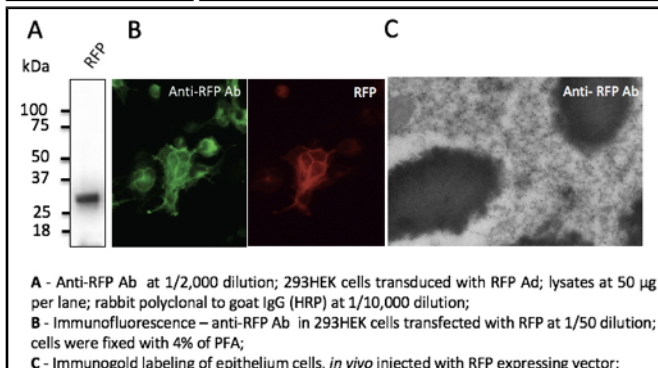 A
B
C
RFP
kDa
Anti-RFP Ab
RFP
Anti- RFP Ab
100
75
50
37
25
18
A - Anti-RFP Ab at 1/2,000 dilution; 293HEK cells transduced with RFP Ad; lysates at 50 µg
per lane; rabbit polyclonal to goat IgG (HRP) at 1/10,000 dilution;
B - Immunofluorescence – anti-RFP Ab in 293HEK cells transfected with RFP at 1/50 dilution;
cells were fixed with 4% of PFA;
C - Immunogold labeling of epithelium cells, in vivo injected with RFP expressing vector;